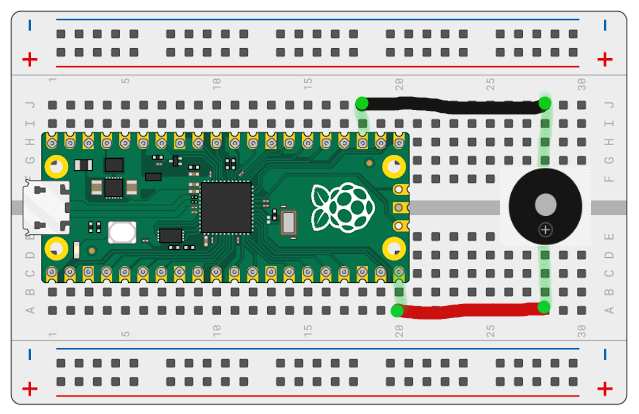 - -
+ +
1 5 10 15 20 25 30
J J
I I
H H
G G
F F
+
E E
D D
C C
B B
A A
1 5 10 15 20 25 30
- -
+ +